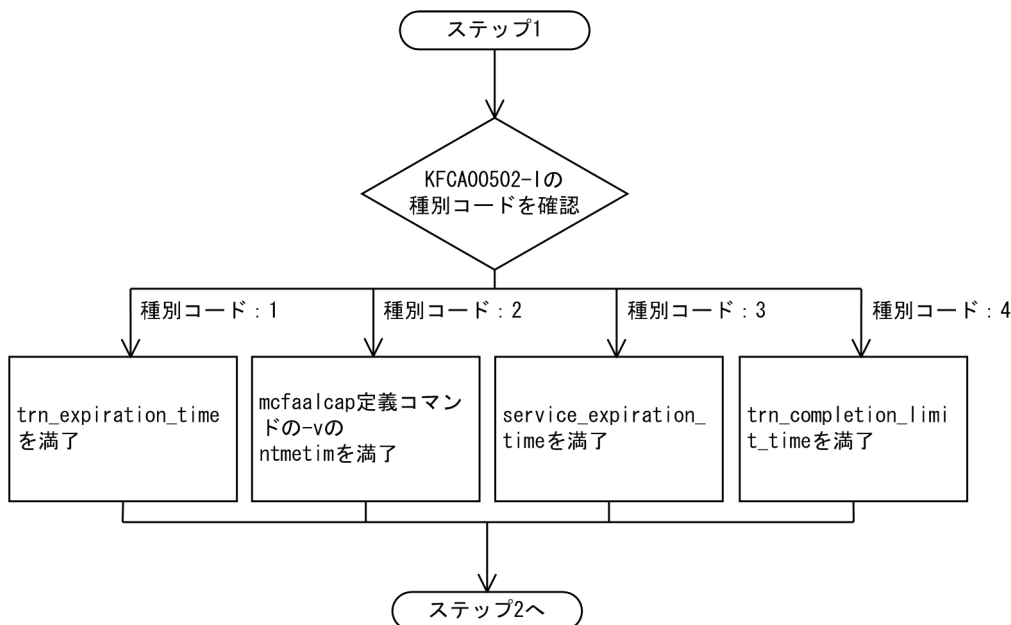 ステップ1
KFCA00502-Iの
種別コードを確認
種別コード：1
種別コード：2
種別コード：3
種別コード：4
trn_expiration_time
を満了
mcfaalcap定義コマン
ドの-vの
ntmetimを満了
service_expiration_
timeを満了
trn_completion_limi
t_timeを満了
ステップ2へ